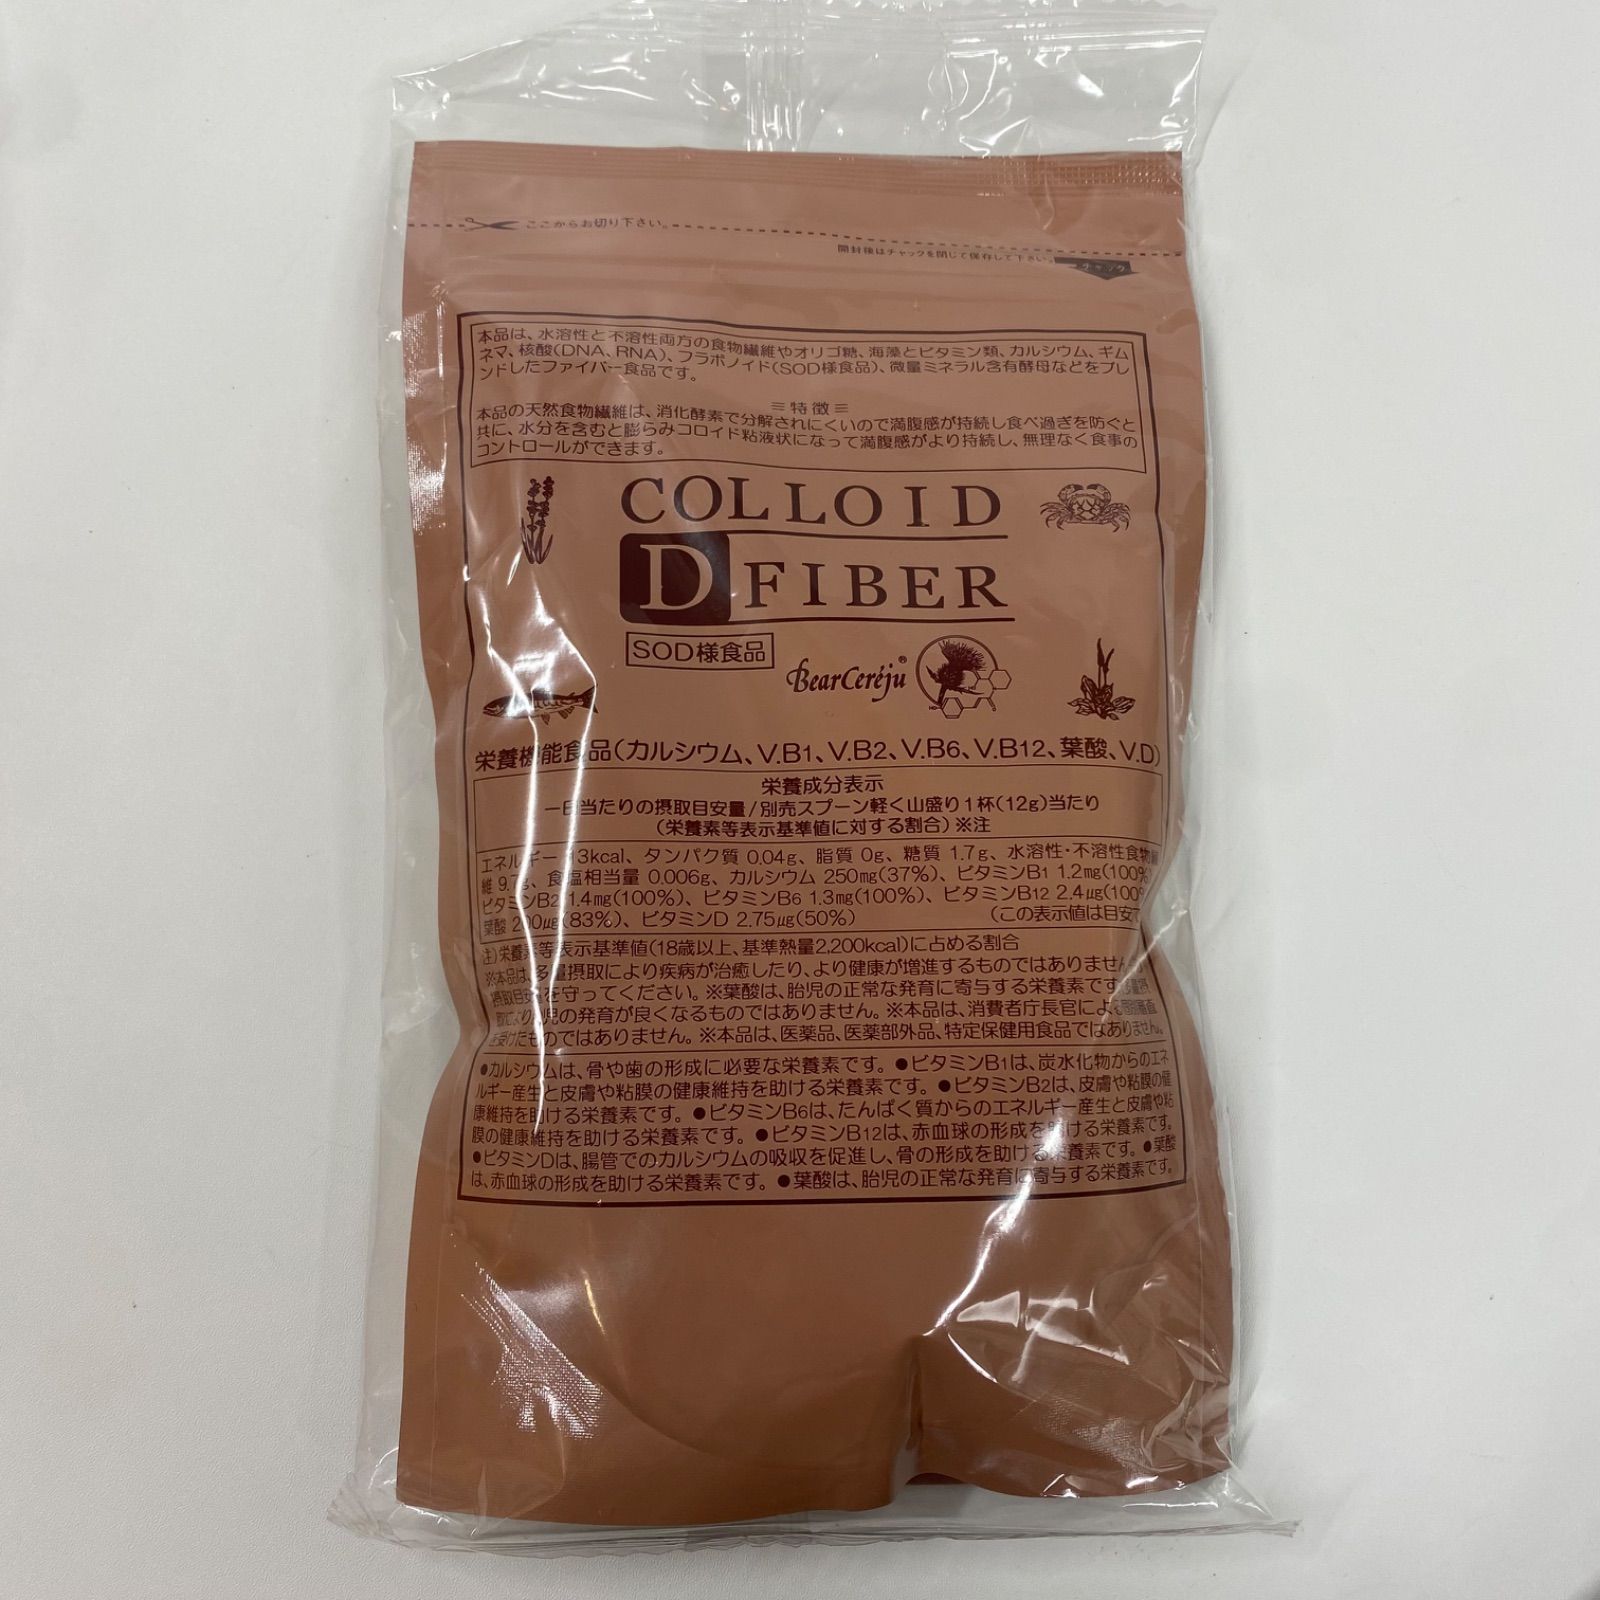 ここからお切り下さい。
開封後はチャックを閉じて保存して下さい。
チャック
本品は、水溶性と不溶性両方の食物繊維やオリゴ糖、海藻とビタミン類、カルシウム、ギム
ネマ、核酸(DNA、RNA)、フラボノイド(SOD様食品)、微量ミネラル含有酵母などをブレ
ンドしたファイバー食品です。
≡特徴≡
本品の天然食物繊維は、消化酵素で分解されにくいので満腹感が持続し食べ過ぎを防ぐと
共に、水分を含むと膨らみコロイド粘液状になって満腹感がより持続し、無理なく食事の
コントロールができます。
COLLOID
D FIBER
SOD様食品
BearCeréju®
栄養機能食品(カルシウム、V.B1、V.B2、V.B6、V.B12、葉酸、V.D)
栄養成分表示
一日当たりの摂取目安量/別売スプーン軽く山盛り1杯(12g)当たり
(栄養素等表示基準値に対する割合)※注
エネルギー 3kcal、タンパク質 0.04g、脂質 0g、糖質 1.7g、水溶性・不溶性食物繊
維 9.7g、食塩相当量 0.006g、カルシウム 250mg(37%)、ビタミンB1 1.2mg(100%
ビタミンB2 1.4mg(100%)、ビタミンB6 1.3mg(100%)、ビタミンB12 2.4μg(100%
葉酸 200μg(83%)、ビタミンD 2.75μg(50%) (この表示値は目安で
注)栄養素等表示基準値(18歳以上、基準熱量2,200kcal)に占める割合
※本品は、多量摂取により疾病が治癒したり、より健康が増進するものではありません。
摂取目安量を守ってください。※葉酸は、胎児の正常な発育に寄与する栄養素です 多量摂
取により胎児の発育が良くなるものではありません。※本品は、消費者庁長官による個別審査
を受けたものではありません。※本品は、医薬品、医薬部外品、特定保健用食品ではありません。
●カルシウムは、骨や歯の形成に必要な栄養素です。●ビタミンB1は、炭水化物からのエネ
ルギー産生と皮膚や粘膜の健康維持を助ける栄養素です。●ビタミンB2は、皮膚や粘膜の健
康維持を助ける栄養素です。●ビタミンB6は、たんぱく質からのエネルギー産生と皮膚や粘
膜の健康維持を助ける栄養素です。●ビタミンB12は、赤血球の形成を助ける栄養素です。
●ビタミンDは、腸管でのカルシウムの吸収を促進し、骨の形成を助ける栄養素です。●葉酸
は、赤血球の形成を助ける栄養素です。●葉酸は、胎児の正常な発育に寄与する栄養素です。